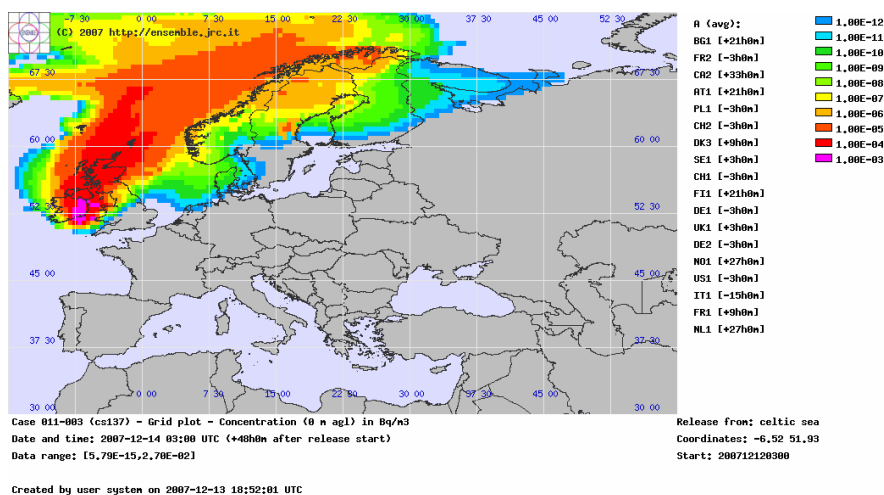 -7 30 0 00 7 30 15 00 22 30 30 00 37 30 45 00 52 30
(C) 2007 http://ensemble.jrc.it
67 30 67 30
60 00 60 00
52 30 52 30
45 00 45 00
37 30 37 30
0 00 7 30 15 00 22 30 30 00 37 30 45 00
30 00 30 00
A (avg):
BG1 [+21h0m]
FR2 [-3h0m]
CA2 [+33h0m]
AT1 [+21h0m]
PL1 [-3h0m]
CH2 [-3h0m]
DK3 [+9h0m]
SE1 [+3h0m]
CH1 [-3h0m]
FI1 [+21h0m]
DE1 [-3h0m]
UK1 [+3h0m]
DE2 [-3h0m]
NO1 [+27h0m]
US1 [-3h0m]
IT1 [-15h0m]
FR1 [+9h0m]
NL1 [+27h0m]
1.00E-12
1.00E-11
1.00E-10
1.00E-09
1.00E-08
1.00E-07
1.00E-06
1.00E-05
1.00E-04
1.00E-03
Case 011-003 (cs137) - Grid plot - Concentration (0 m agl) in Bq/m3
Date and time: 2007-12-14 03:00 UTC (+48h0m after release start)
Data range: [5.79E-15,2.70E-02]
Release from: celtic sea
Coordinates: -6.52 51.93
Start: 200712120300
Created by user system on 2007-12-13 18:52:01 UTC